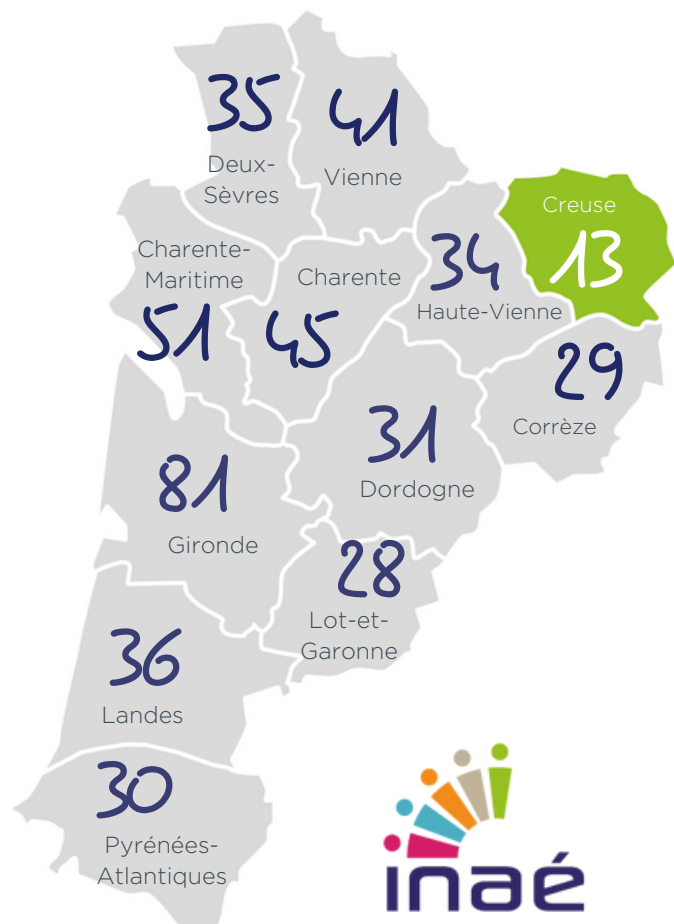 35
Deux-
Sèvres
41
Vienne
Creuse
13
Charente-
Maritime
51
Charente
45
34
Haute-Vienne
29
Corrèze
31
Dordogne
81
Gironde
28
Lot-et-
Garonne
36
Landes
30
Pyrénées-
Atlantiques
inaé